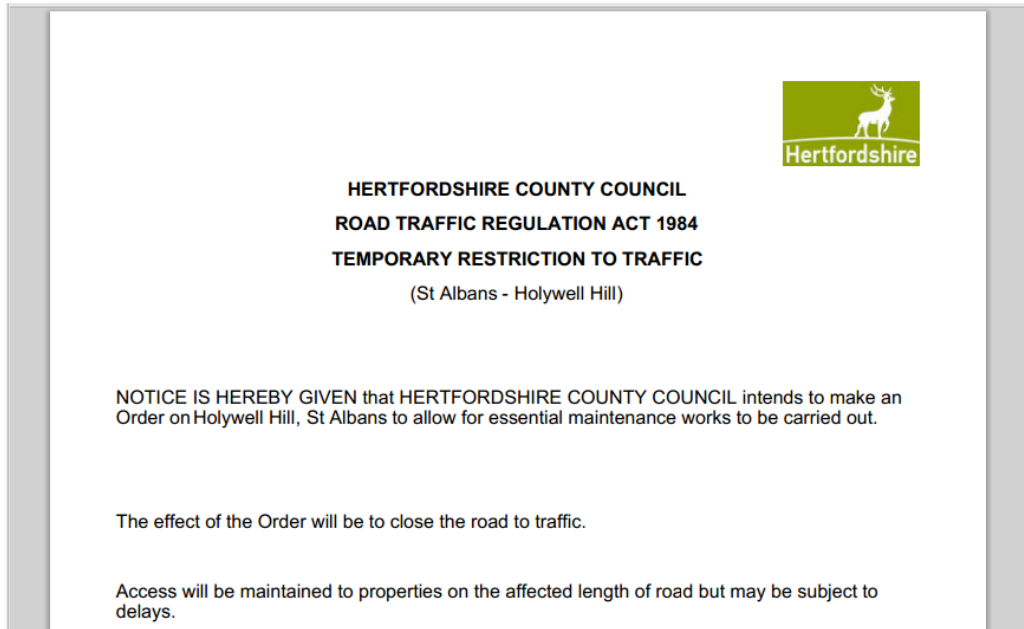 Hertfordshire
HERTFORDSHIRE COUNTY COUNCIL
ROAD TRAFFIC REGULATION ACT 1984
TEMPORARY RESTRICTION TO TRAFFIC
(St Albans - Holywell Hill)
NOTICE IS HEREBY GIVEN that HERTFORDSHIRE COUNTY COUNCIL intends to make an
Order on Holywell Hill, St Albans to allow for essential maintenance works to be carried out.
The effect of the Order will be to close the road to traffic.
Access will be maintained to properties on the affected length of road but may be subject to
delays.